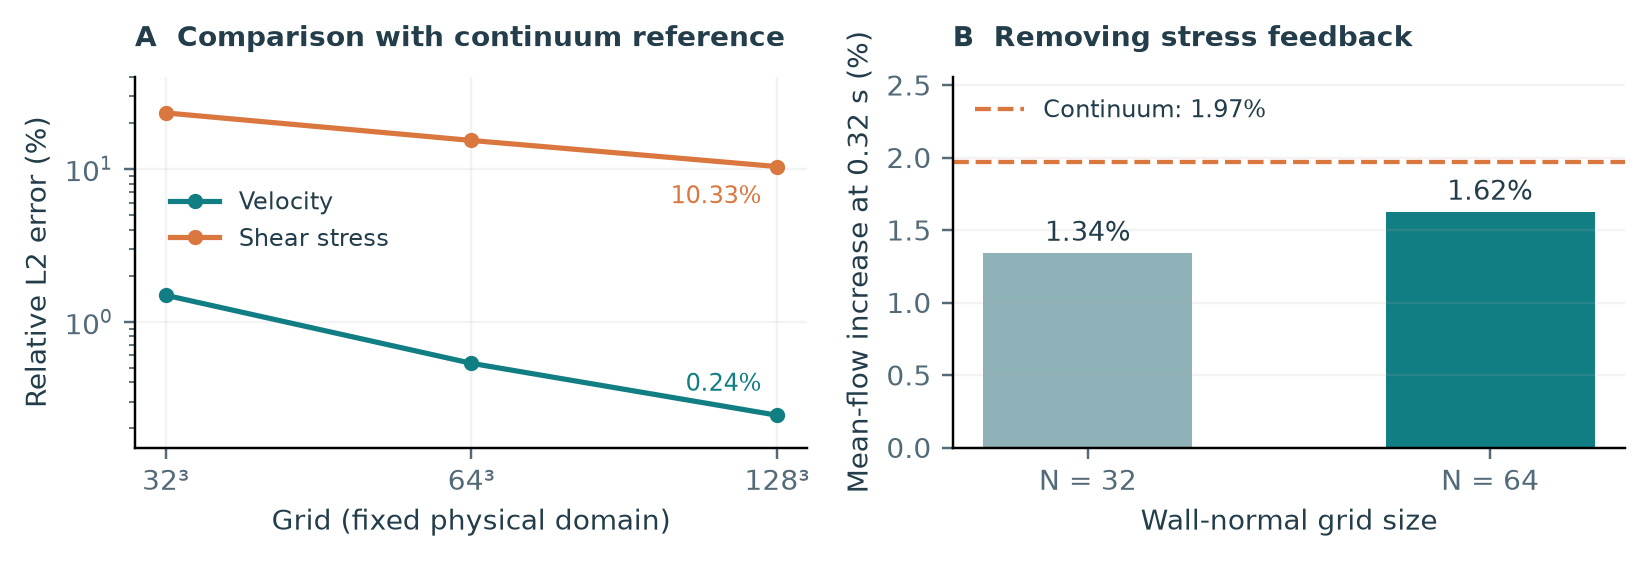 A  Comparison with continuum reference
Relative L2 error (%)
10¹
10⁰
Velocity
Shear stress
10.33%
0.24%
32³
64³
128³
Grid (fixed physical domain)
B  Removing stress feedback
Mean-flow increase at 0.32 s (%)
2.5
2.0
1.5
1.0
0.5
0.0
Continuum: 1.97%
1.34%
1.62%
N = 32
N = 64
Wall-normal grid size